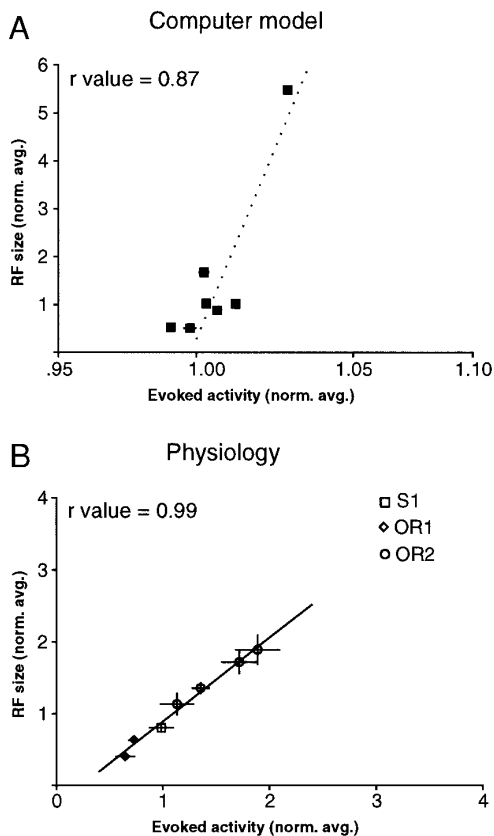 A
Computer model
r value = 0.87
RF size (norm. avg.)
6
5
4
3
2
1
.95
1.00
1.05
1.10
Evoked activity (norm. avg.)
B
Physiology
r value = 0.99
S1
OR1
OR2
RF size (norm. avg.)
4
3
2
1
0
1
2
3
4
Evoked activity (norm. avg.)